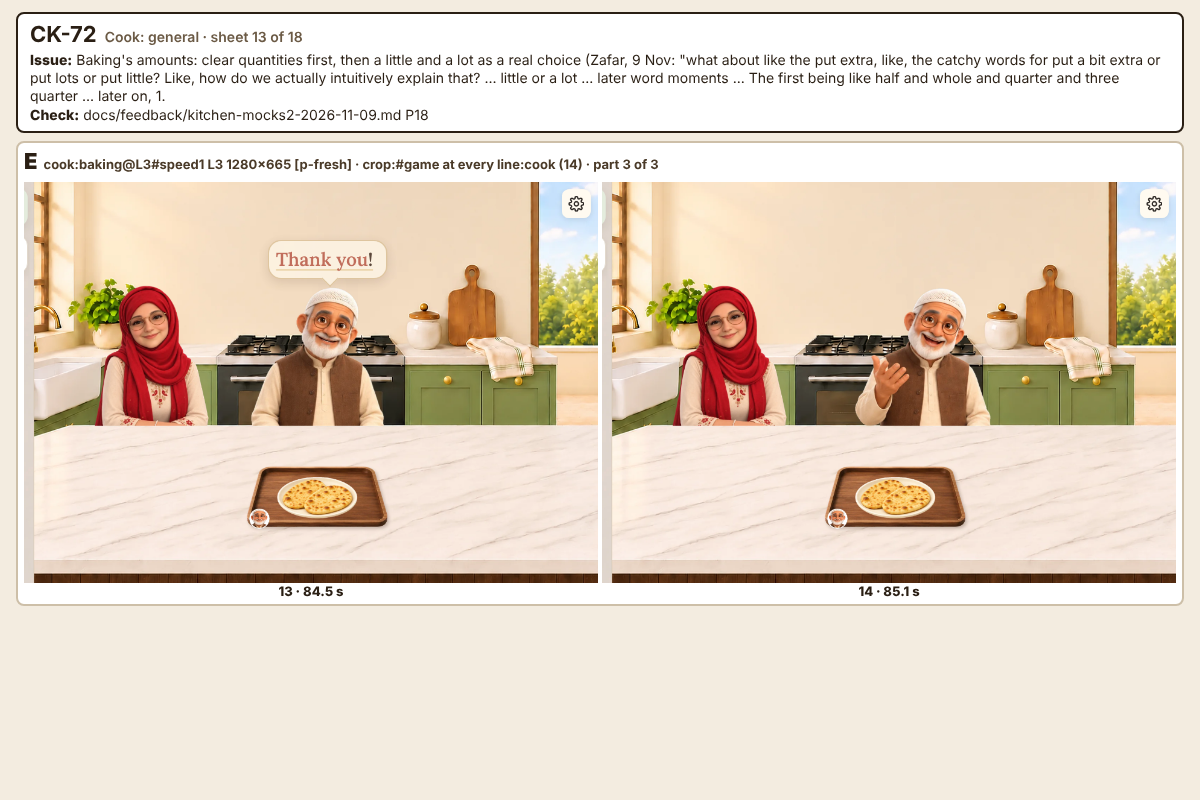 CK-72 Cook: general · sheet 13 of 18
Issue: Baking's amounts: clear quantities first, then a little and a lot as a real choice (Zafar, 9 Nov: "what about like the put extra, like, the catchy words for put a bit extra or
put lots or put little? Like, how do we actually intuitively explain that? ... little or a lot ... later word moments ... The first being like half and whole and quarter and three
quarter ... later on, 1.
Check: docs/feedback/kitchen-mocks2-2026-11-09.md P18
E cook:baking@L3#speed1 L3 1280×665 [p-fresh] · crop:#game at every line:cook (14) · part 3 of 3
Thank you!
13 · 84.5 s
14 · 85.1 s